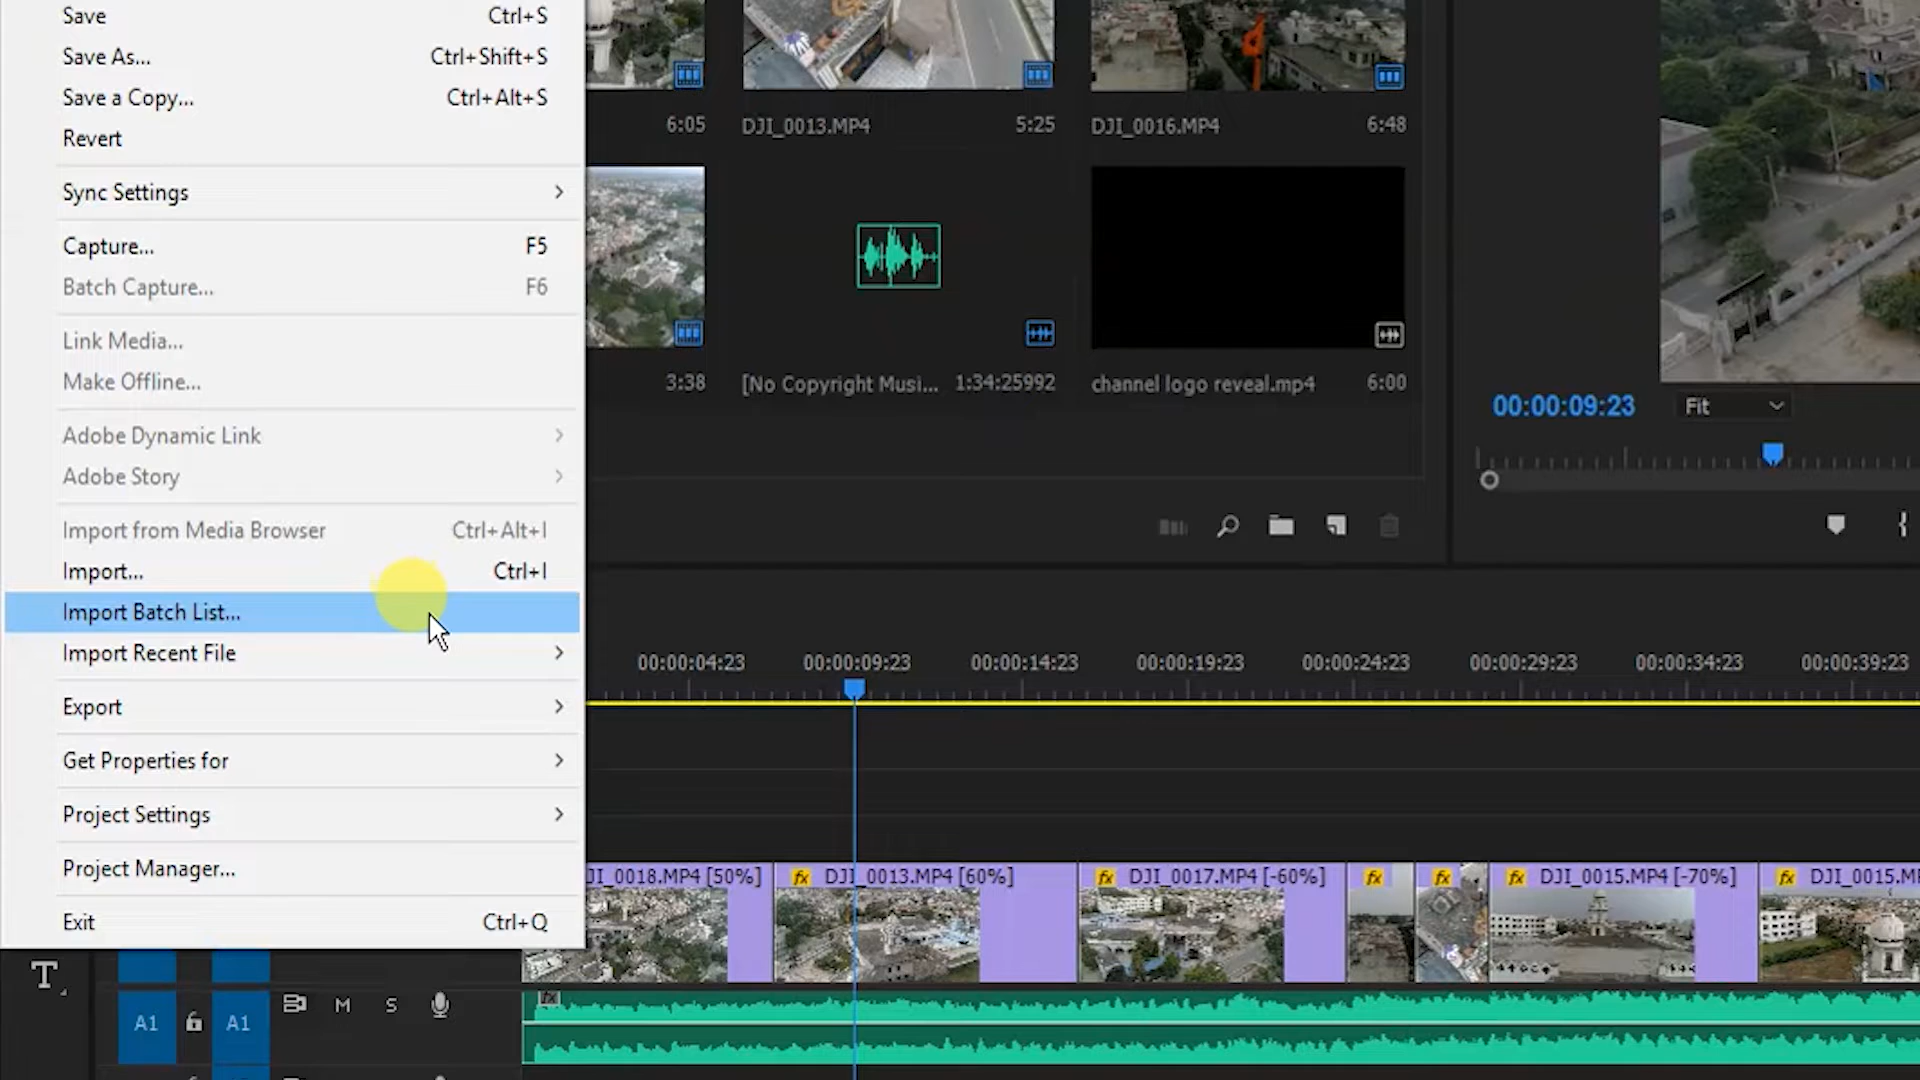 Save Ctrl+S
Save As... Ctrl+Shift+S
Save a Copy... Ctrl+Alt+S
Revert
Sync Settings
Capture... F5
Batch Capture... F6
Link Media...
Make Offline...
Adobe Dynamic Link
Adobe Story
Import from Media Browser Ctrl+Alt+I
Import... Ctrl+I
Import Batch List...
Import Recent File
Export
Get Properties for
Project Settings
Project Manager...
Exit Ctrl+Q
6:05 DJI_0013.MP4 5:25 DJI_0016.MP4 6:48
3:38 [No Copyright Musi... 1:34:25992 channel logo reveal.mp4 6:00
00:00:09:23 Fit
00:00:04:23 00:00:09:23 00:00:14:23 00:00:19:23 00:00:24:23 00:00:29:23 00:00:34:23 00:00:39:23
JI_0018.MP4 [50%] fx DJI_0013.MP4 [60%] fx DJI_0017.MP4 [-60%] fx fx fx DJI_0015.MP4 [-70%] fx DJI_0015.MP
T
fx
A1 A1 M S